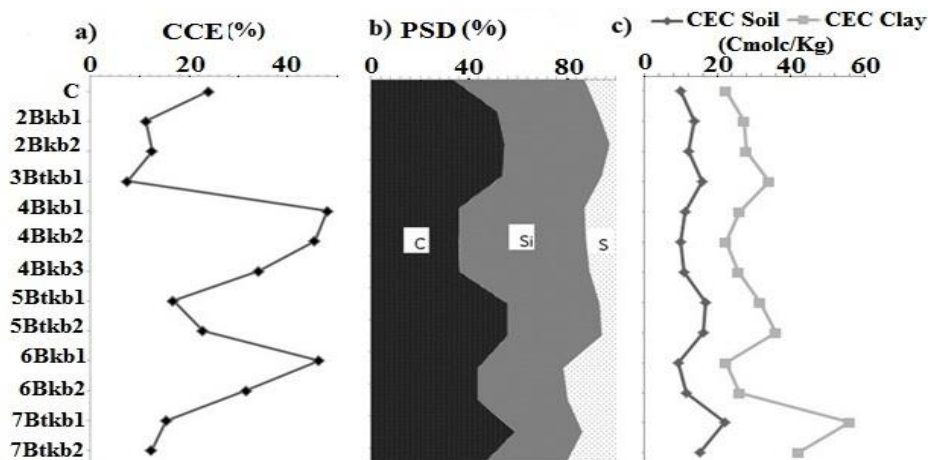 a) CCE (%)
0 20 40
b) PSD (%)
0 40 80
c) CEC Soil CEC Clay
(Cmolc/Kg)
0 20 40 60
C
2Bkb1
2Bkb2
3Btkb1
4Bkb1
4Bkb2
4Bkb3
5Btkb1
5Btkb2
6Bkb1
6Bkb2
7Btkb1
7Btkb2
C Si S